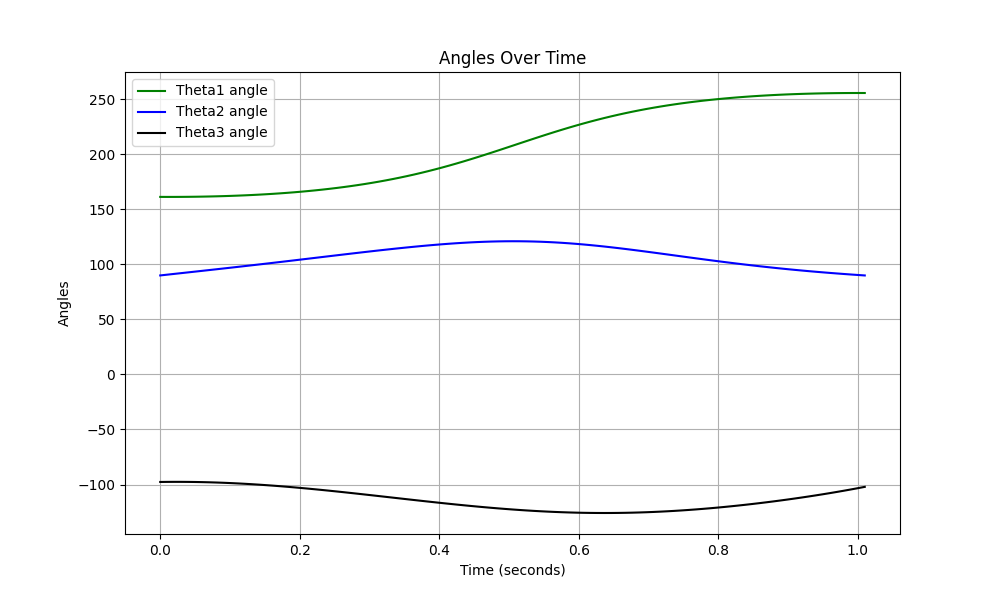 Angles Over Time
Theta1 angle
Theta2 angle
Theta3 angle
250
200
150
100
50
0
−50
−100
Angles
0.0 0.2 0.4 0.6 0.8 1.0
Time (seconds)